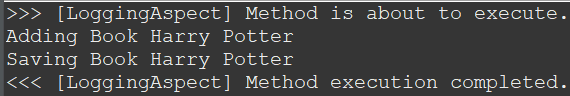 >>> [LoggingAspect] Method is about to execute.
Adding Book Harry Potter
Saving Book Harry Potter
<<< [LoggingAspect] Method execution completed.